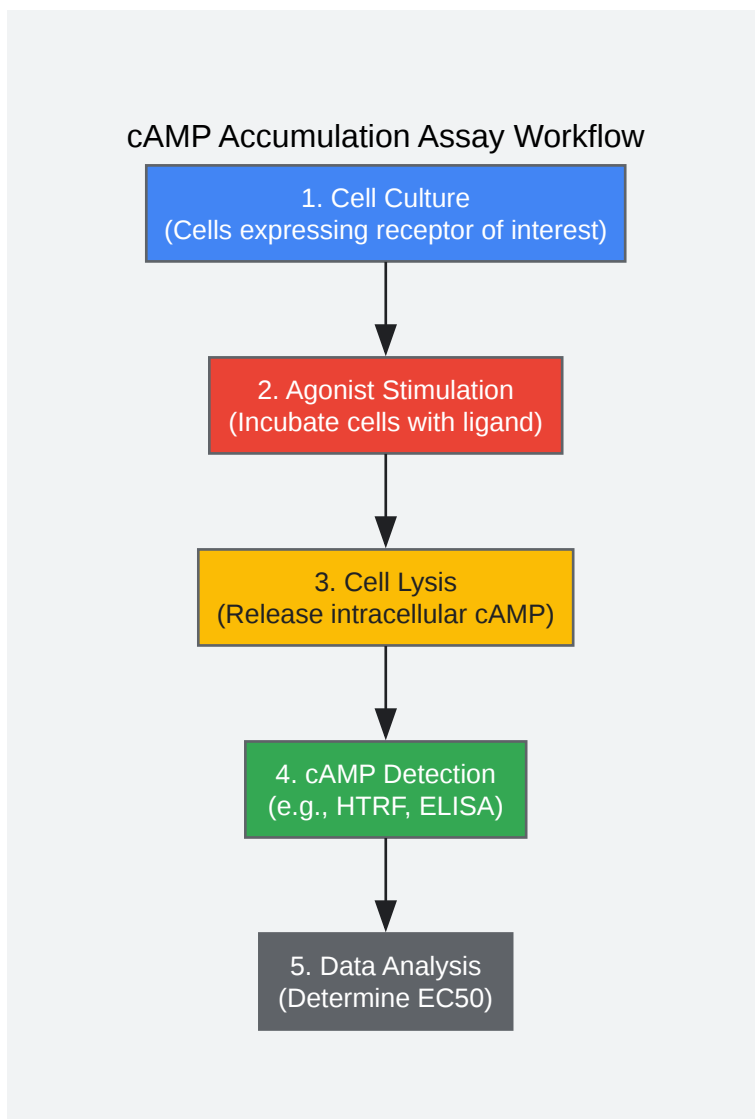 cAMP Accumulation Assay Workflow
1. Cell Culture
(Cells expressing receptor of interest)
2. Agonist Stimulation
(Incubate cells with ligand)
3. Cell Lysis
(Release intracellular cAMP)
4. cAMP Detection
(e.g., HTRF, ELISA)
5. Data Analysis
(Determine EC50)